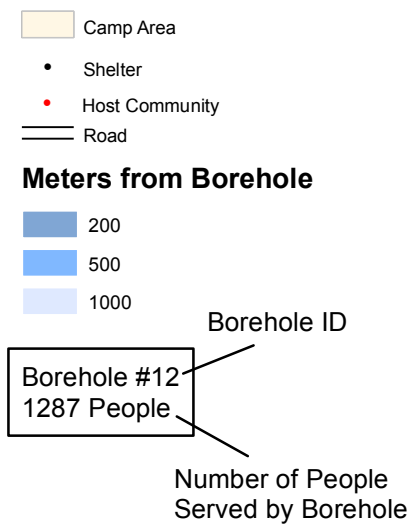 Camp Area
Shelter
Host Community
Road
Meters from Borehole
200
500
1000
Borehole ID
Borehole #12
1287 People
Number of People
Served by Borehole